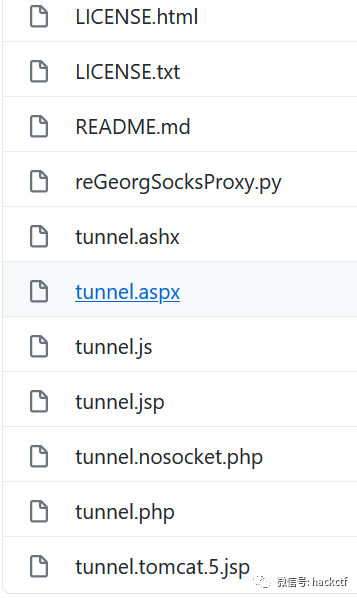 LICENSE.html
LICENSE.txt
README.md
reGeorgSocksProxy.py
tunnel.ashx
tunnel.aspx
tunnel.js
tunnel.jsp
tunnel.nosocket.php
tunnel.php
tunnel.tomcat.5.jsp
微信号: hackctf